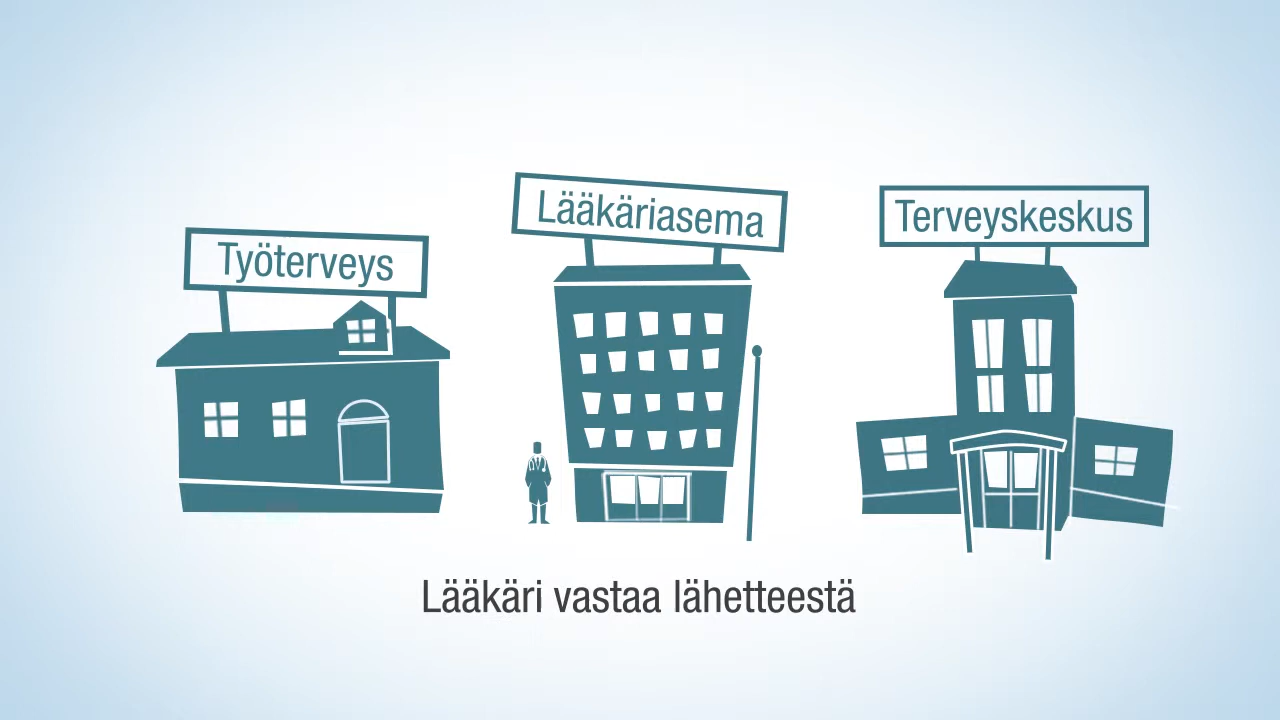 Työterveys
Lääkäriasema
Terveyskeskus
Lääkäri vastaa lähetteestä